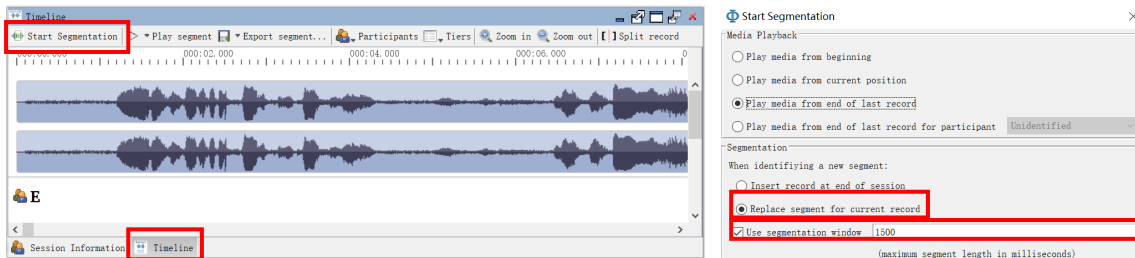 Timeline
Start Segmentation Play segment Export segment... Participants Tiers Zoom in Zoom out Split record
000:00.000 000:02.000 000:04.000 000:06.000 0
E
Session Information Timeline
Start Segmentation
Media Playback
Play media from beginning
Play media from current position
Play media from end of last record
Play media from end of last record for participant Unidentified
Segmentation
When identifiying a new segment:
Insert record at end of session
Replace segment for current record
Use segmentation window 1500
(maximum segment length in milliseconds)